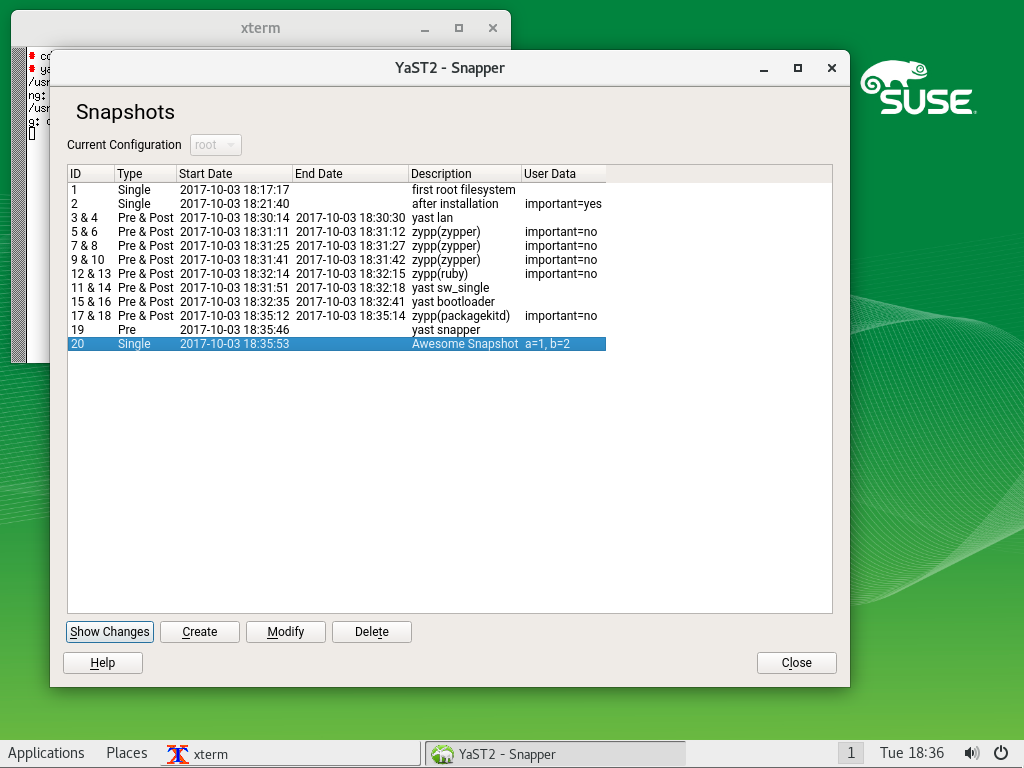 xterm
cd
ya
/usr
ng:
/usr
g: c
YaST2 - Snapper
SUSE
Snapshots
Current Configuration root
ID Type Start Date End Date Description User Data
1 Single 2017-10-03 18:17:17 first root filesystem
2 Single 2017-10-03 18:21:40 after installation important=yes
3 & 4 Pre & Post 2017-10-03 18:30:14 2017-10-03 18:30:30 yast lan
5 & 6 Pre & Post 2017-10-03 18:31:11 2017-10-03 18:31:12 zypp(zypper) important=no
7 & 8 Pre & Post 2017-10-03 18:31:25 2017-10-03 18:31:27 zypp(zypper) important=no
9 & 10 Pre & Post 2017-10-03 18:31:41 2017-10-03 18:31:42 zypp(zypper) important=no
12 & 13 Pre & Post 2017-10-03 18:32:14 2017-10-03 18:32:15 zypp(ruby) important=no
11 & 14 Pre & Post 2017-10-03 18:31:51 2017-10-03 18:32:18 yast sw_single
15 & 16 Pre & Post 2017-10-03 18:32:35 2017-10-03 18:32:41 yast bootloader
17 & 18 Pre & Post 2017-10-03 18:35:12 2017-10-03 18:35:14 zypp(packagekitd) important=no
19 Pre 2017-10-03 18:35:46 yast snapper
20 Single 2017-10-03 18:35:53 Awesome Snapshot a=1, b=2
Show Changes Create Modify Delete
Help Close
Applications Places xterm YaST2 - Snapper 1 Tue 18:36